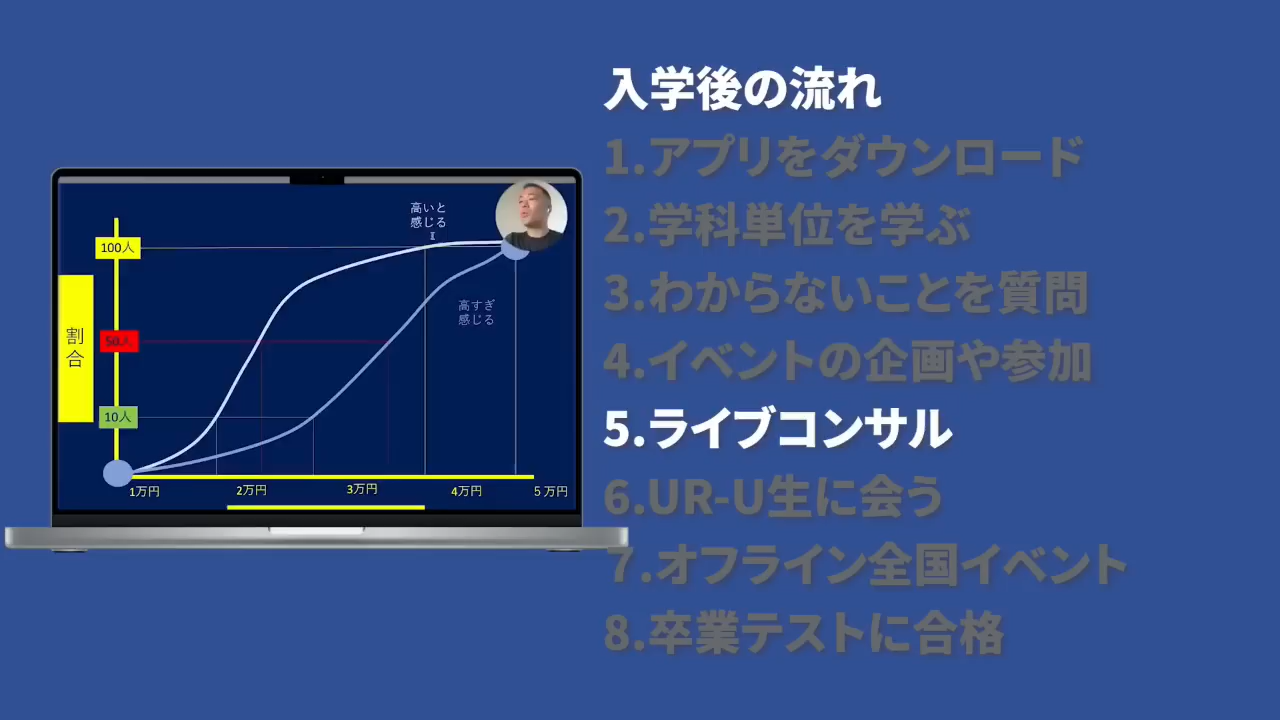 入学後の流れ
1.アプリをダウンロード
2.学科単位を学ぶ
3.わからないことを質問
4.イベントの企画や参加
5.ライブコンサル
6.UR-U生に会う
7.オフライン全国イベント
8.卒業テストに合格
高いと
感じる
100人
高すぎ
感じる
割
合
50人
10人
1万円
2万円
3万円
4万円
5万円